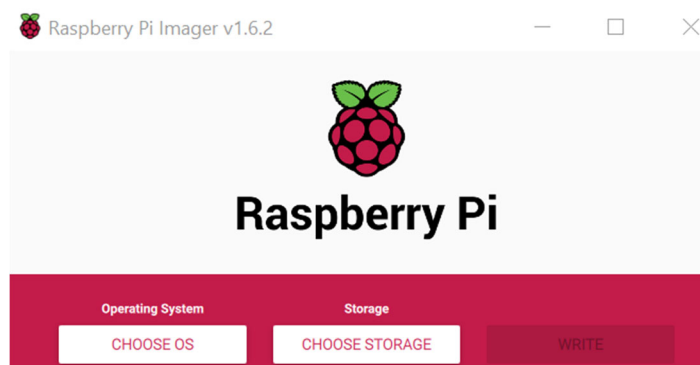 Raspberry Pi Imager v1.6.2
Raspberry Pi
Operating System Storage
CHOOSE OS CHOOSE STORAGE WRITE